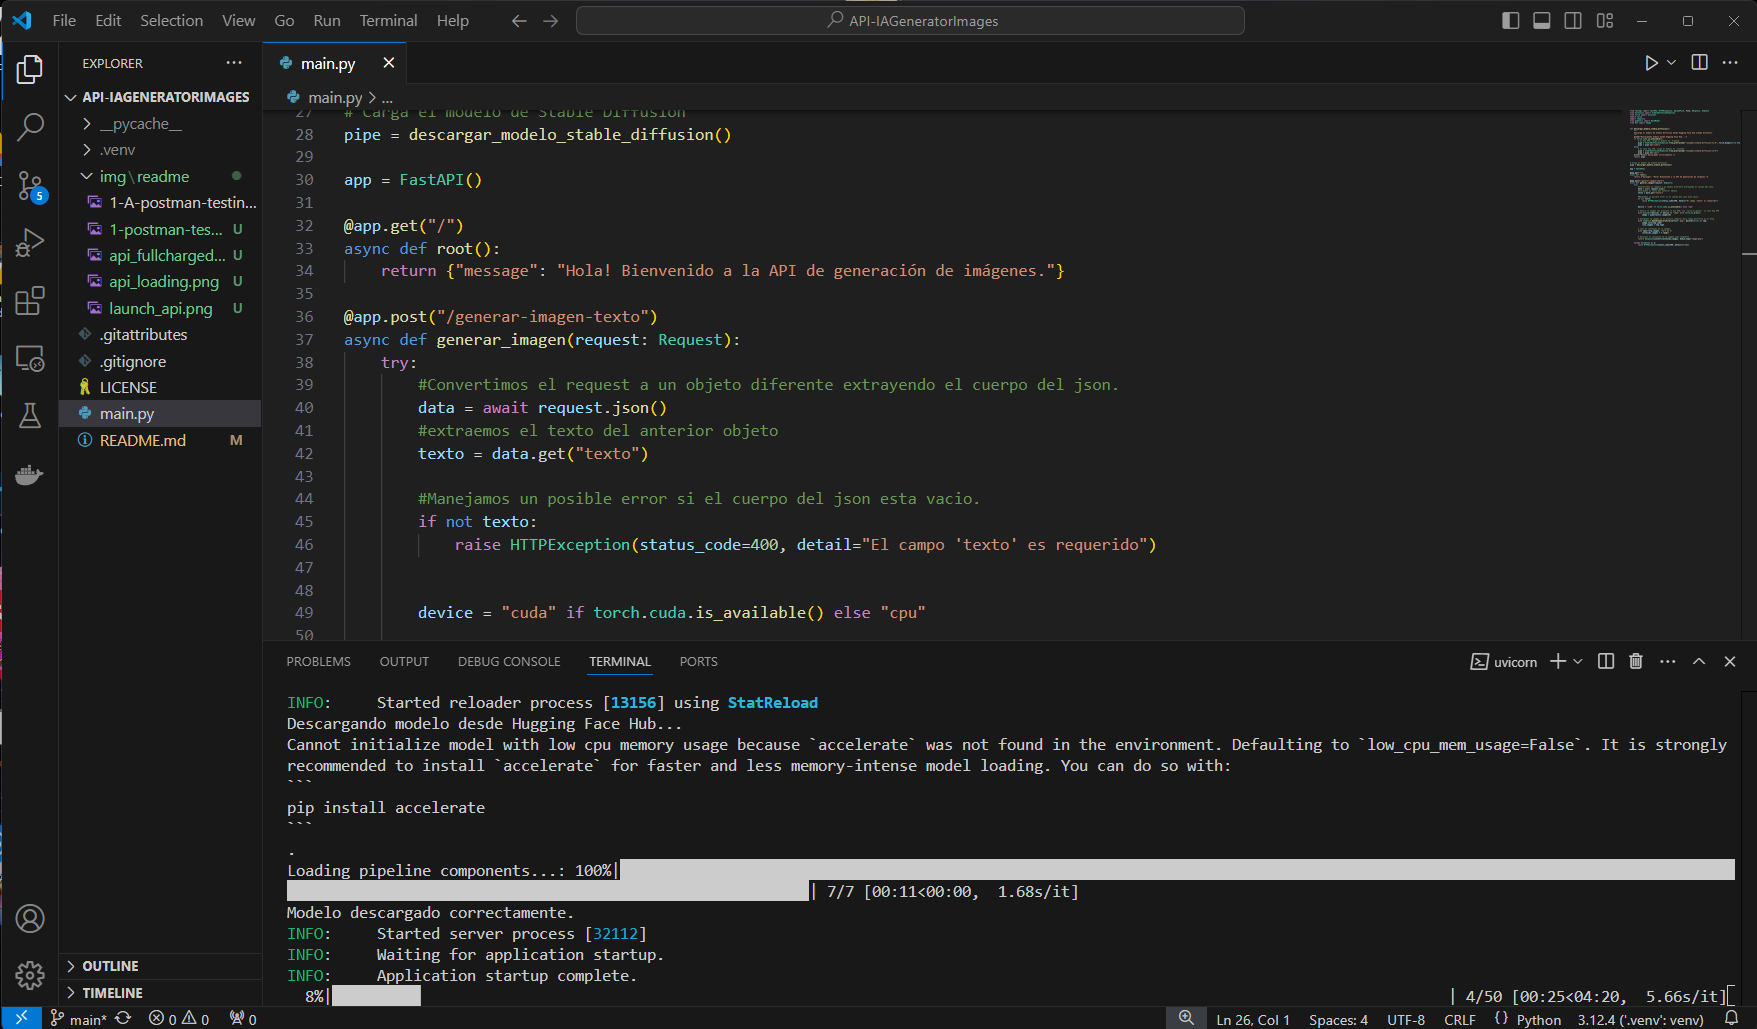 File Edit Selection View Go Run Terminal Help
API-IAGeneratorImages
EXPLORER
API-IAGENERATORIMAGES
__pycache__
.venv
img\readme
1-A-postman-testin...
1-postman-tes... U
api_fullcharged... U
api_loading.png U
launch_api.png U
.gitattributes
.gitignore
LICENSE
main.py
README.md M
OUTLINE
TIMELINE
5
main.py
main.py > ...
27 # Carga el modelo de Stable Diffusion
28 pipe = descargar_modelo_stable_diffusion()
29
30 app = FastAPI()
31
32 @app.get("/")
33 async def root():
34 return {"message": "Hola! Bienvenido a la API de generación de imágenes."}
35
36 @app.post("/generar-imagen-texto")
37 async def generar_imagen(request: Request):
38 try:
39 #Convertimos el request a un objeto diferente extrayendo el cuerpo del json.
40 data = await request.json()
41 #extraemos el texto del anterior objeto
42 texto = data.get("texto")
43
44 #Manejamos un posible error si el cuerpo del json esta vacio.
45 if not texto:
46 raise HTTPException(status_code=400, detail="El campo 'texto' es requerido")
47
48
49 device = "cuda" if torch.cuda.is_available() else "cpu"
50
PROBLEMS OUTPUT DEBUG CONSOLE TERMINAL PORTS
uvicorn
INFO: Started reloader process [13156] using StatReload
Descargando modelo desde Hugging Face Hub...
Cannot initialize model with low cpu memory usage because `accelerate` was not found in the environment. Defaulting to `low_cpu_mem_usage=False`. It is strongly
recommended to install `accelerate` for faster and less memory-intense model loading. You can do so with:
```
pip install accelerate
```
.
Loading pipeline components...: 100%|
| 7/7 [00:11<00:00, 1.68s/it]
Modelo descargado correctamente.
INFO: Started server process [32112]
INFO: Waiting for application startup.
INFO: Application startup complete.
8%| | 4/50 [00:25<04:20, 5.66s/it]
main* 0 0 0 Ln 26, Col 1 Spaces: 4 UTF-8 CRLF {} Python 3.12.4 ('.venv': venv)